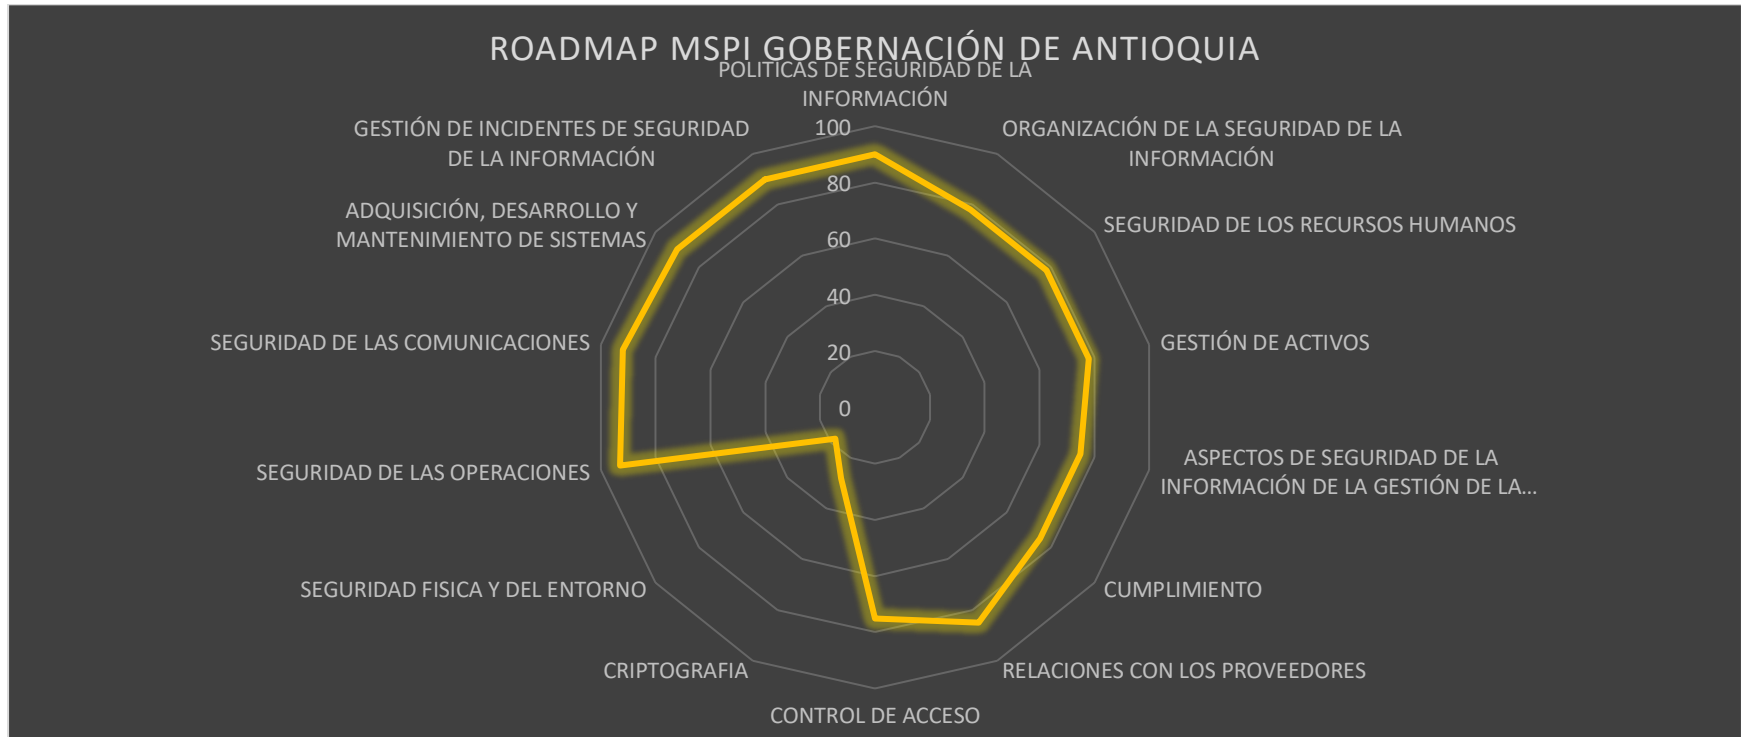 ROADMAP MSPI GOBERNACIÓN DE ANTIOQUIA
POLITICAS DE SEGURIDAD DE LA
INFORMACIÓN
ORGANIZACIÓN DE LA SEGURIDAD DE LA
INFORMACIÓN
SEGURIDAD DE LOS RECURSOS HUMANOS
GESTIÓN DE ACTIVOS
ASPECTOS DE SEGURIDAD DE LA
INFORMACIÓN DE LA GESTIÓN DE LA...
CUMPLIMIENTO
RELACIONES CON LOS PROVEEDORES
CONTROL DE ACCESO
CRIPTOGRAFIA
SEGURIDAD FISICA Y DEL ENTORNO
SEGURIDAD DE LAS OPERACIONES
SEGURIDAD DE LAS COMUNICACIONES
ADQUISICIÓN, DESARROLLO Y
MANTENIMIENTO DE SISTEMAS
GESTIÓN DE INCIDENTES DE SEGURIDAD
DE LA INFORMACIÓN
100
80
60
40
20
0